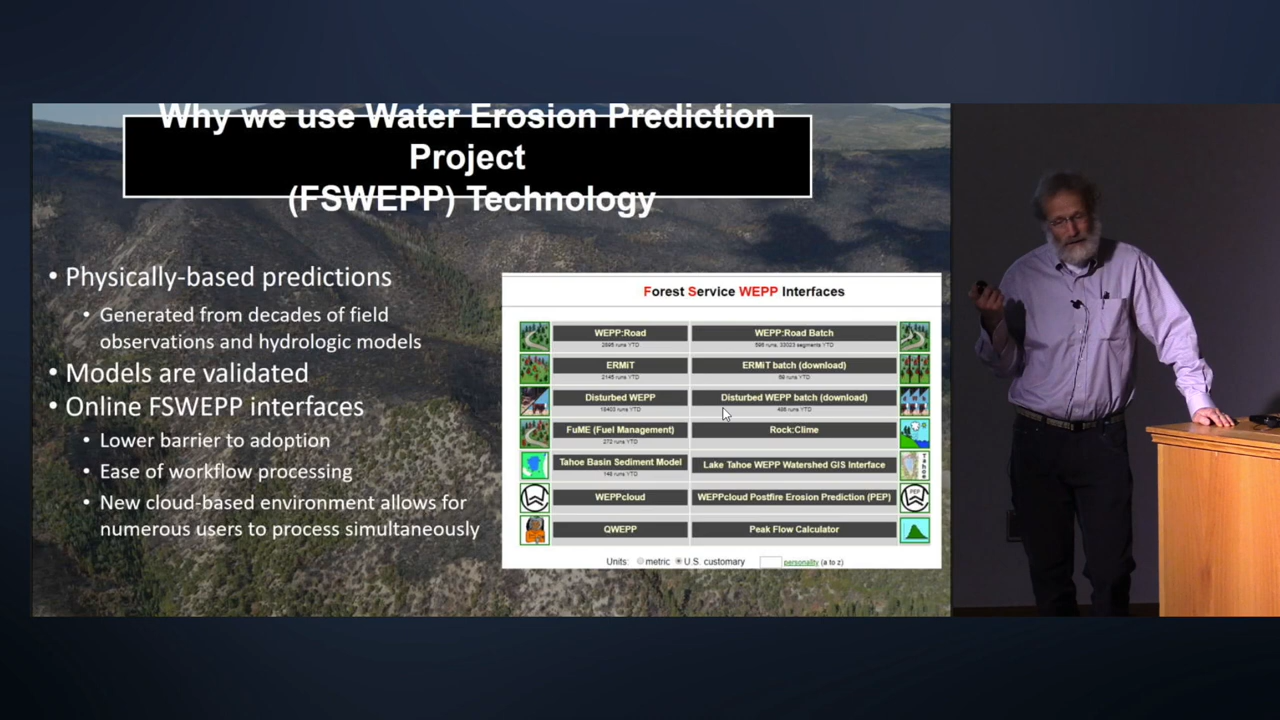 Why we use Water Erosion Prediction
Project
(FSWEPP) Technology
• Physically-based predictions
• Generated from decades of field
observations and hydrologic models
• Models are validated
• Online FSWEPP interfaces
• Lower barrier to adoption
• Ease of workflow processing
• New cloud-based environment allows for
numerous users to process simultaneously
Forest Service WEPP Interfaces
WEPP:Road
WEPP:Road Batch
ERMiT
ERMiT batch (download)
Disturbed WEPP
Disturbed WEPP batch (download)
FuME (Fuel Management)
Rock:Clime
Tahoe Basin Sediment Model
Lake Tahoe WEPP Watershed GIS Interface
WEPPcloud
WEPPcloud Postfire Erosion Prediction (PEP)
QWEPP
Peak Flow Calculator
Units: metric U.S. customary personality (a to z)